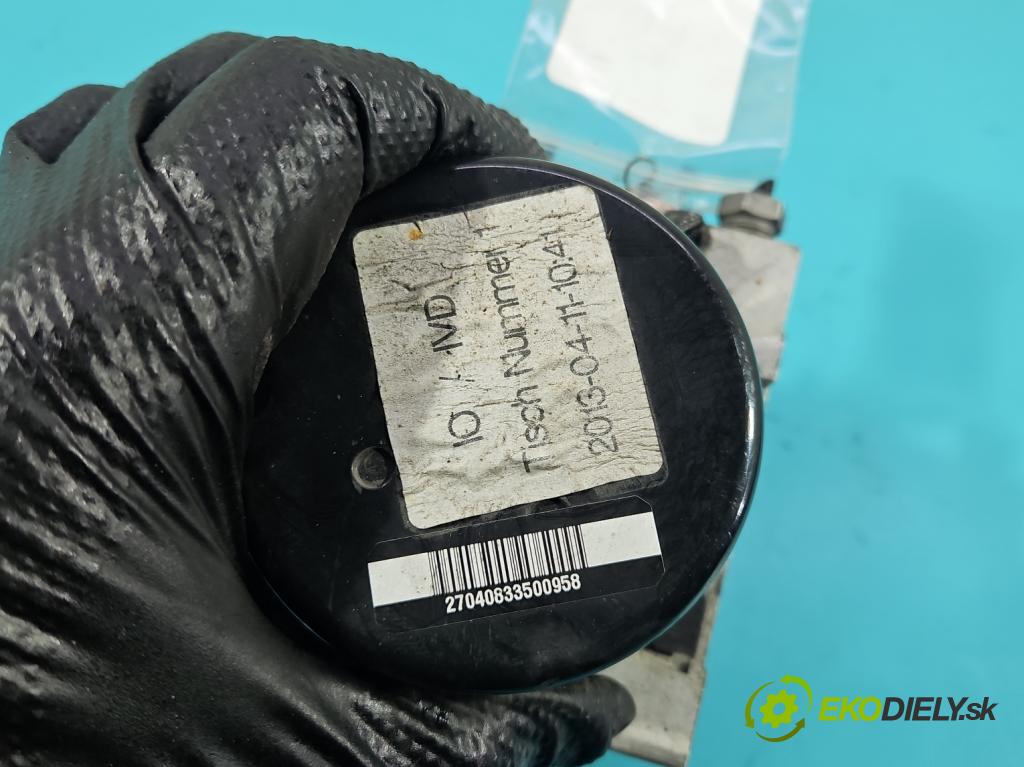 IO / -IVD
Tisch Nummer 1
2013-04-11-10:41
27040833500958
EKODIELY.sk